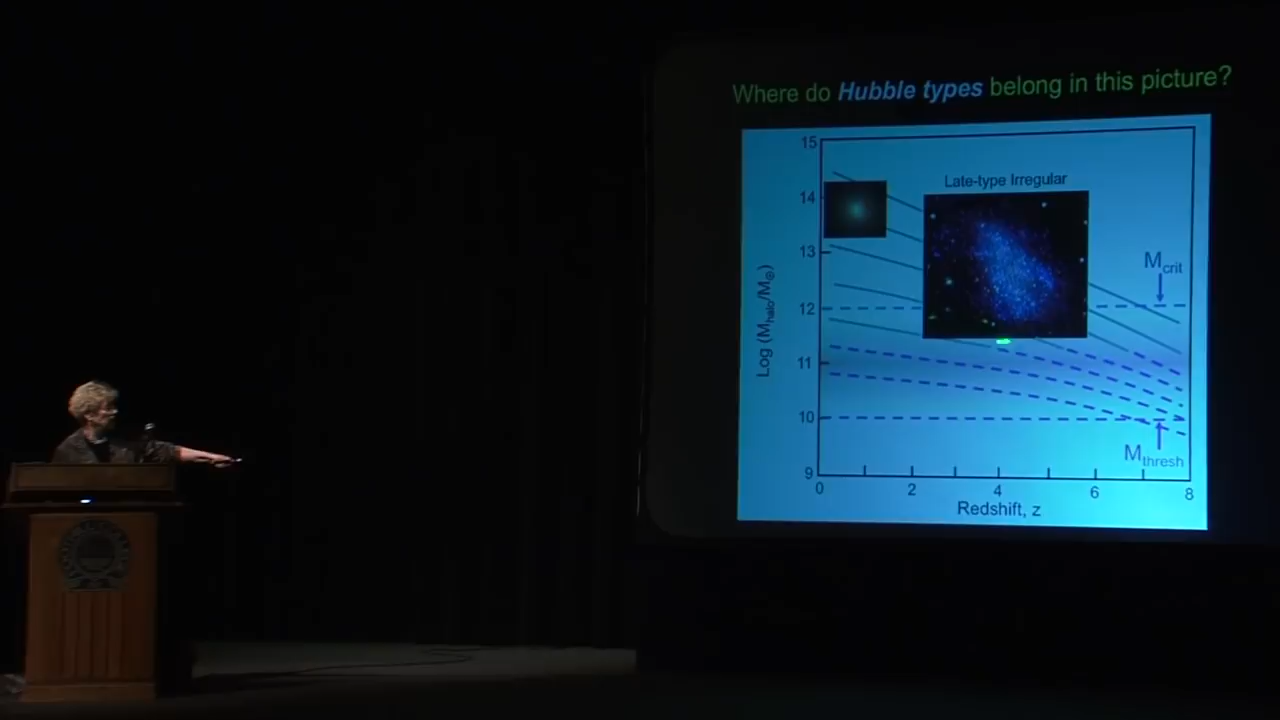 Where do Hubble types belong in this picture?
15
Late-type Irregular
14
13
M_crit
12
Log (M_halo/M_⊙)
11
10
M_thresh
9
0 2 4 6 8
Redshift, z